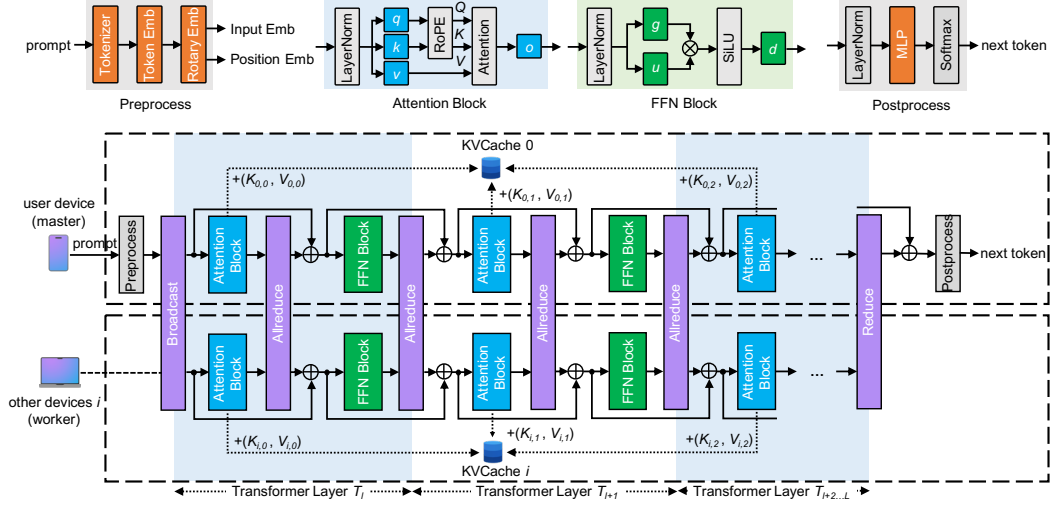 prompt
Tokenizer
Token Emb
Rotary Emb
Input Emb
Position Emb
Preprocess
LayerNorm
q
k
v
RoPE
Q
K
V
Attention
o
Attention Block
LayerNorm
g
u
SiLU
d
FFN Block
LayerNorm
MLP
Softmax
next token
Postprocess
KVCache 0
+(K0,0 , V0,0)
+(K0,1 , V0,1)
+(K0,2 , V0,2)
user device
(master)
prompt
Preprocess
Broadcast
Attention
Block
Allreduce
FFN Block
Allreduce
Attention
Block
Allreduce
FFN Block
Allreduce
Attention
Block
...
Reduce
Postprocess
next token
other devices i
(worker)
Attention
Block
FFN Block
Attention
Block
FFN Block
Attention
Block
...
+(Ki,0 , Vi,0)
+(Ki,1 , Vi,1)
+(Ki,2 , Vi,2)
KVCache i
Transformer Layer Tl
Transformer Layer Tl+1
Transformer Layer Tl+2...L